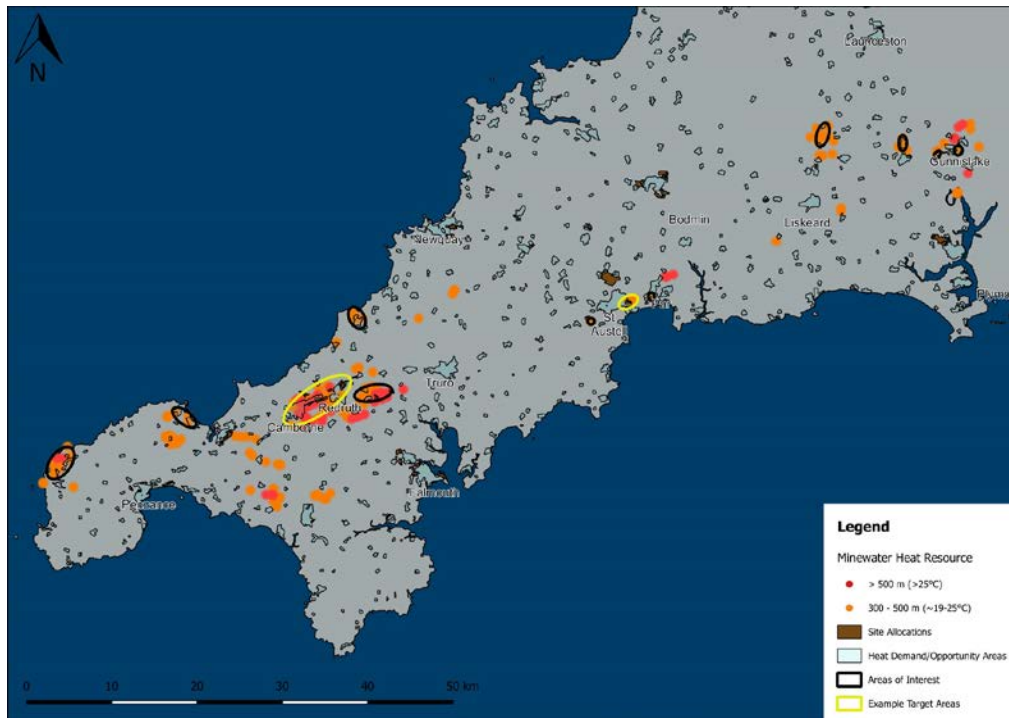 N
Launceston
Gunnislake
Bodmin
Liskeard
Newquay
St
Austel
Truro
Redruth
Camborne
Falmouth
Penzance
0 10 20 30 40 50 km
Legend
Minewater Heat Resource
> 500 m (>25°C)
300 - 500 m (~19-25°C)
Site Allocations
Heat Demand/Opportunity Areas
Areas of Interest
Example Target Areas